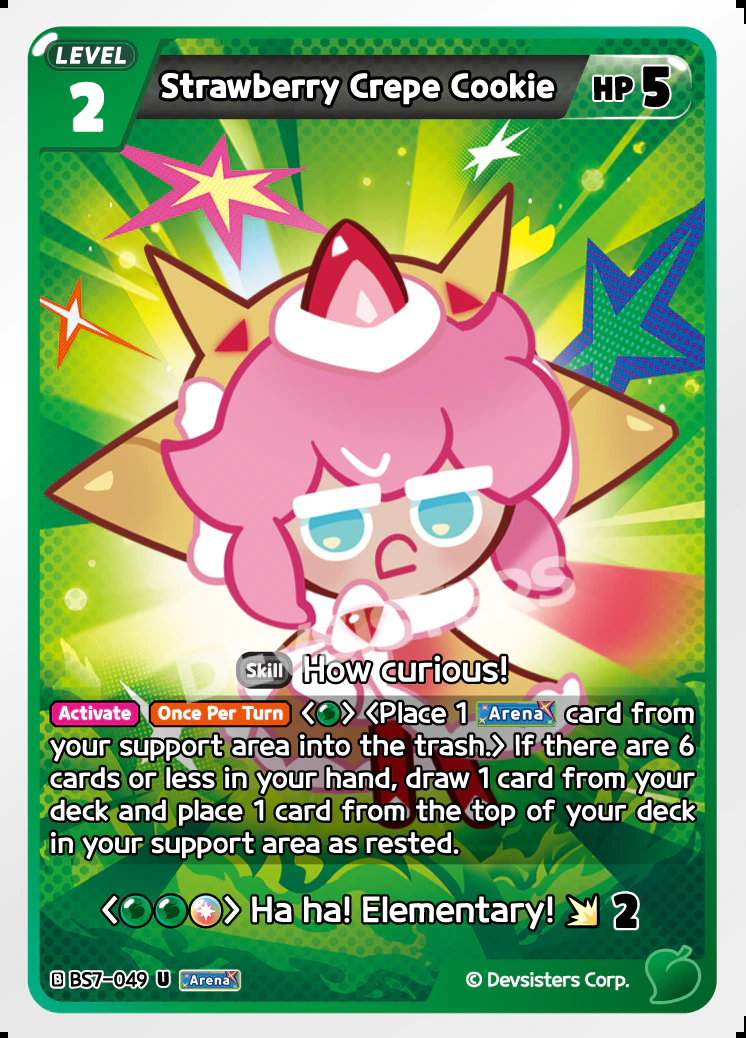 LEVEL
2
Strawberry Crepe Cookie
HP 5
DEVSISTERS
Skill How curious!
Activate Once Per Turn < > <Place 1 Arena card from
your support area into the trash.> If there are 6
cards or less in your hand, draw 1 card from your
deck and place 1 card from the top of your deck
in your support area as rested.
< > Ha ha! Elementary! 2
B BS7-049 U Arena
© Devsisters Corp.